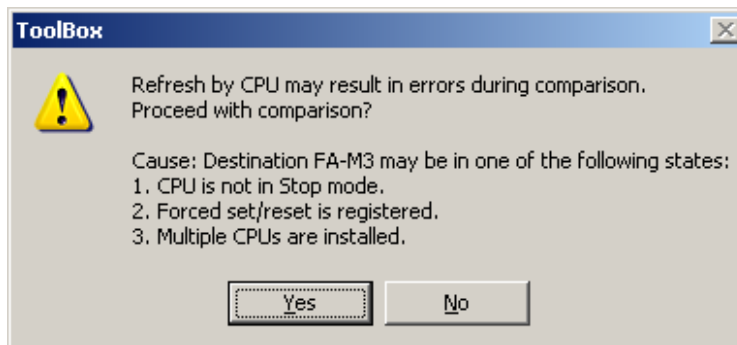 ToolBox
Refresh by CPU may result in errors during comparison.
Proceed with comparison?
Cause: Destination FA-M3 may be in one of the following states:
1. CPU is not in Stop mode.
2. Forced set/reset is registered.
3. Multiple CPUs are installed.
Yes No